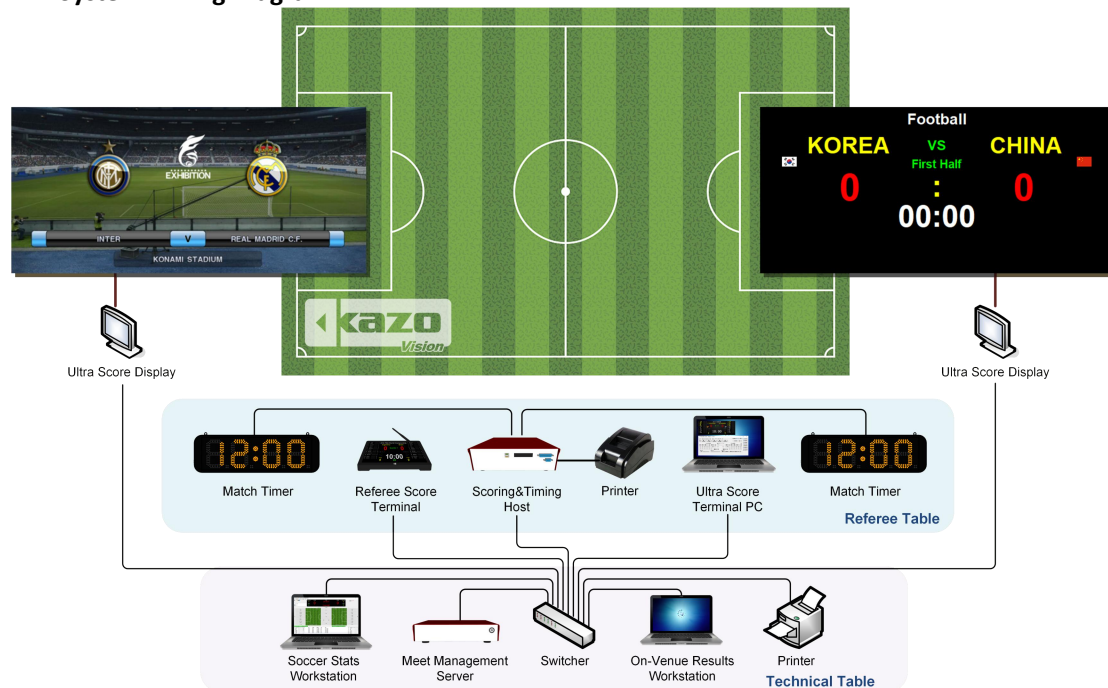 Football
KOREA
VS
CHINA
First Half
0
:
0
00:00
EXHIBITION
INTER
V
REAL MADRID C.F.
KONAMI STADIUM
kazo
Vision
Ultra Score Display
Ultra Score Display
12:00
10:00
12:00
Match Timer
Referee Score
Terminal
Scoring&Timing
Host
Printer
Ultra Score
Terminal PC
Match Timer
Referee Table
Soccer Stats
Workstation
Meet Management
Server
Switcher
On-Venue Results
Workstation
Printer
Technical Table